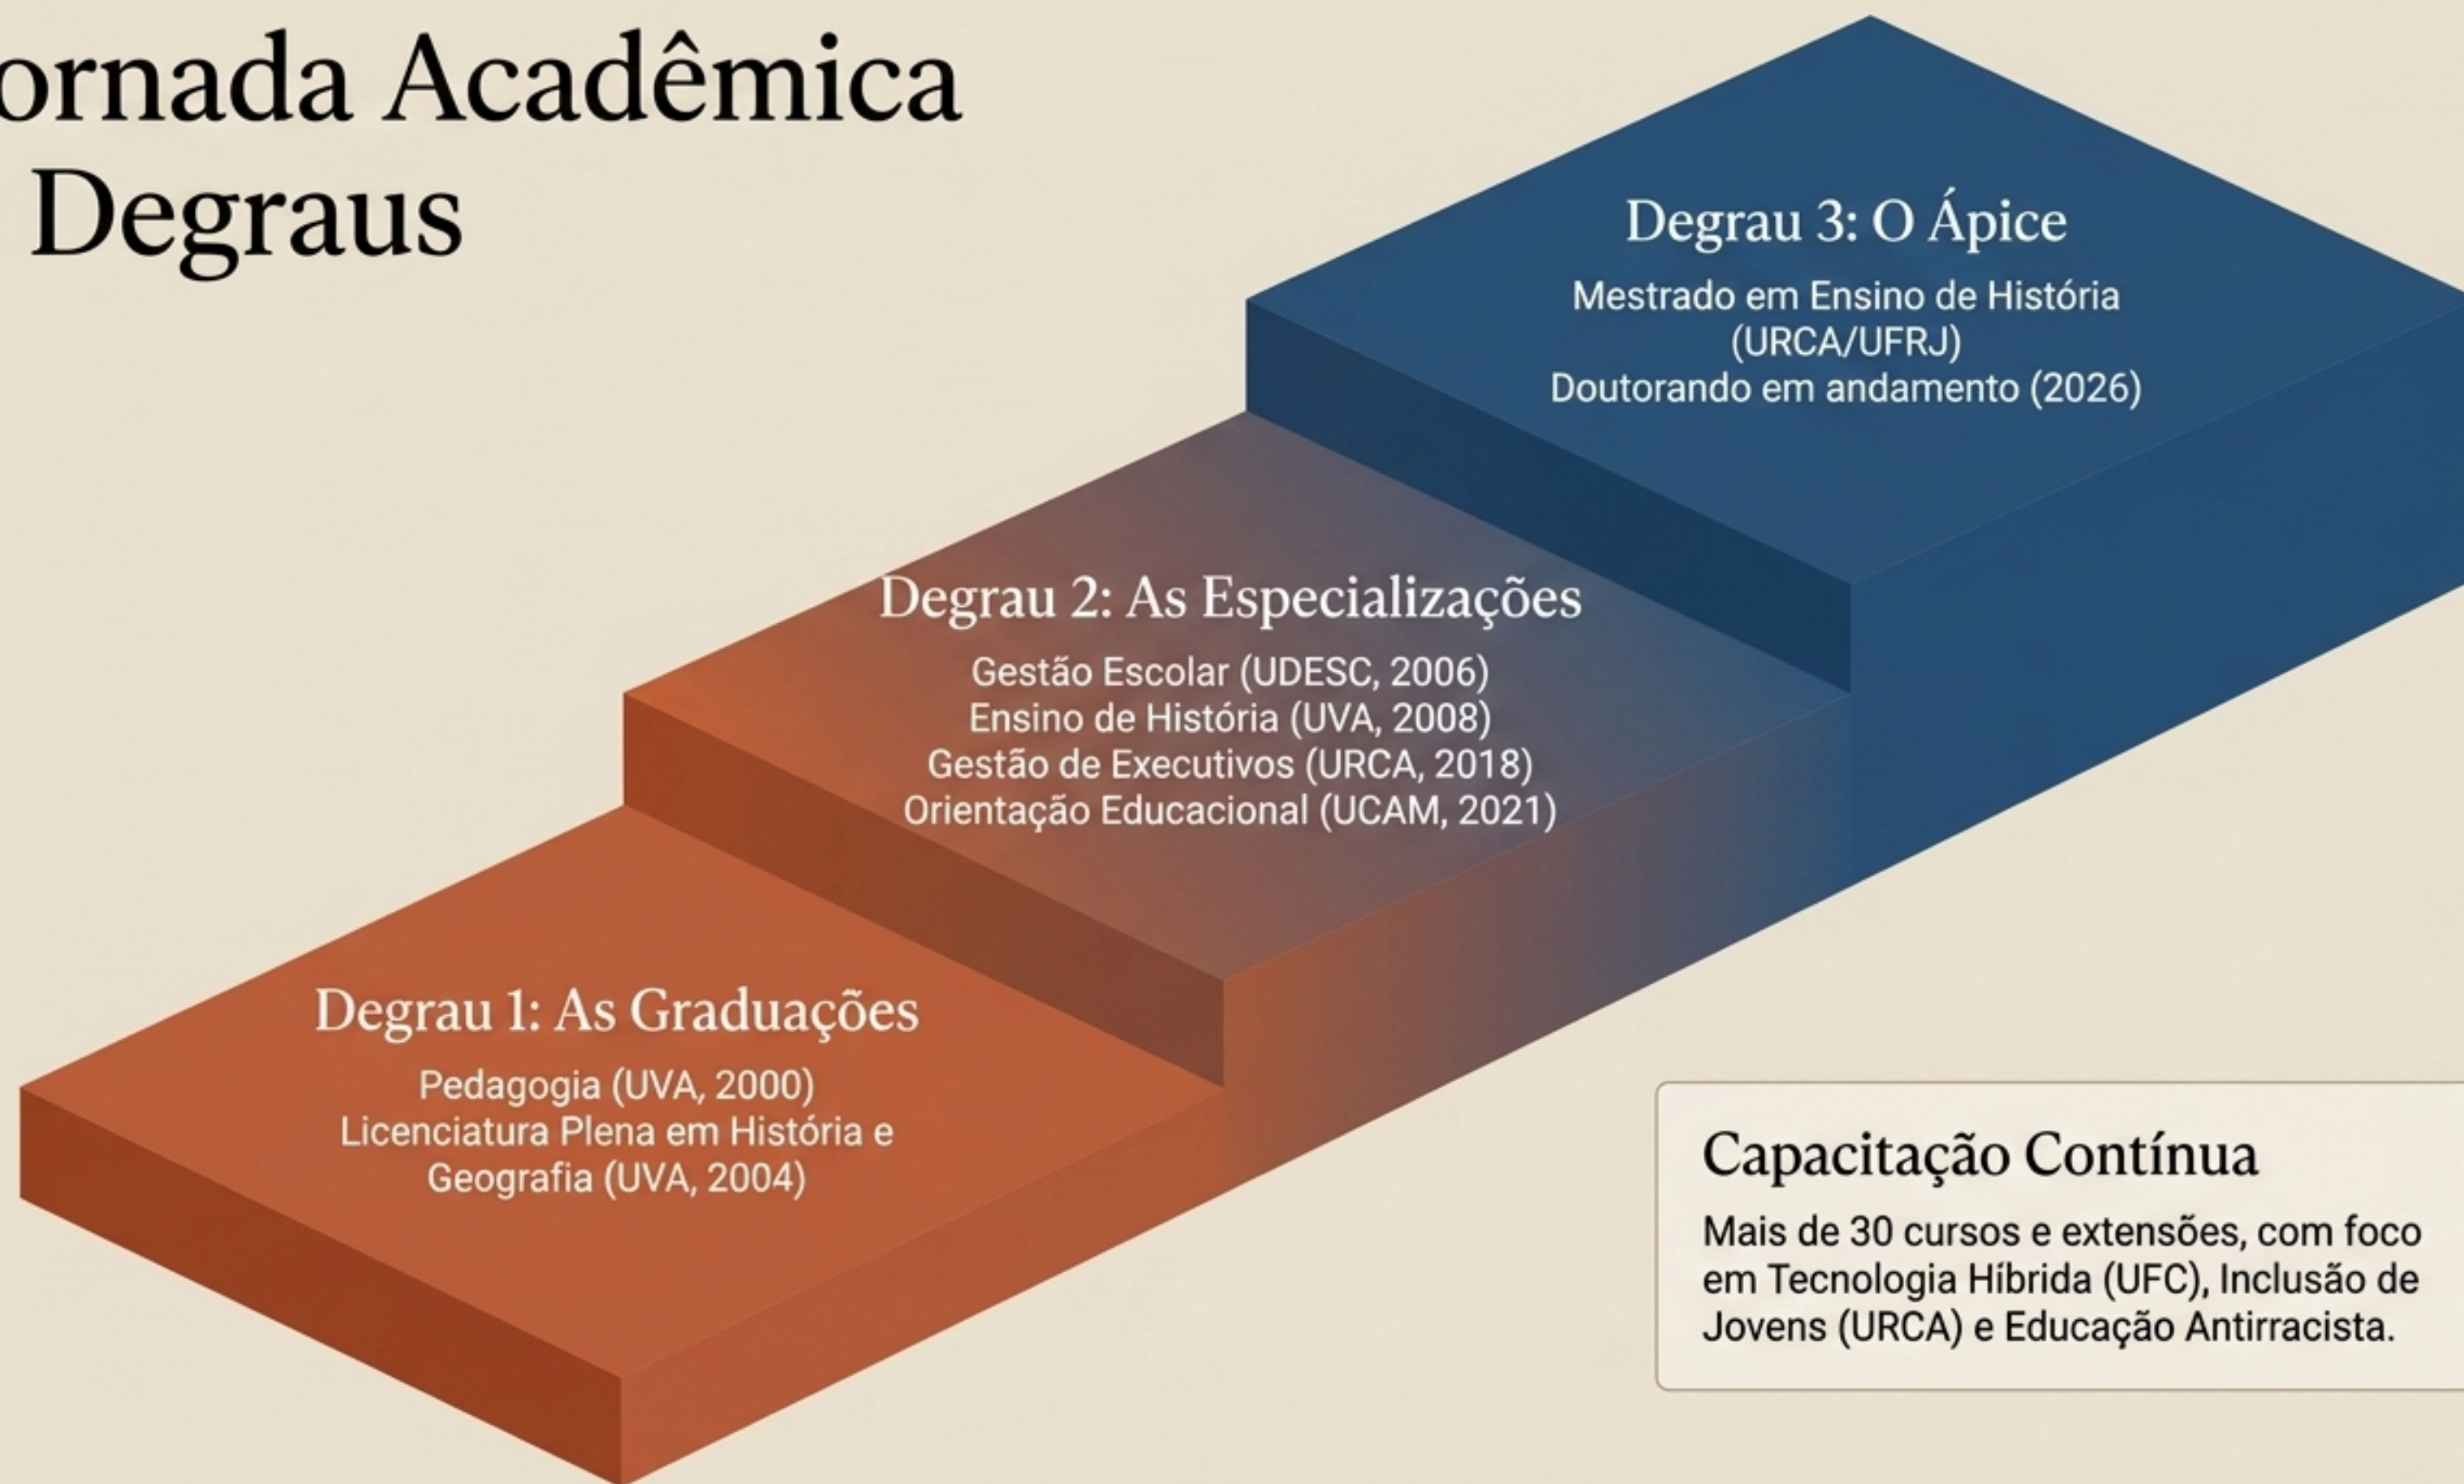 ornada Acadêmica
Degraus
Degrau 3: O Ápice
Mestrado em Ensino de História
(URCA/UFRJ)
Doutorando em andamento (2026)
Degrau 2: As Especializações
Gestão Escolar (UDESC, 2006)
Ensino de História (UVA, 2008)
Gestão de Executivos (URCA, 2018)
Orientação Educacional (UCAM, 2021)
Degrau 1: As Graduações
Pedagogia (UVA, 2000)
Licenciatura Plena em História e
Geografia (UVA, 2004)
Capacitação Contínua
Mais de 30 cursos e extensões, com foco
em Tecnologia Híbrida (UFC), Inclusão de
Jovens (URCA) e Educação Antirracista.